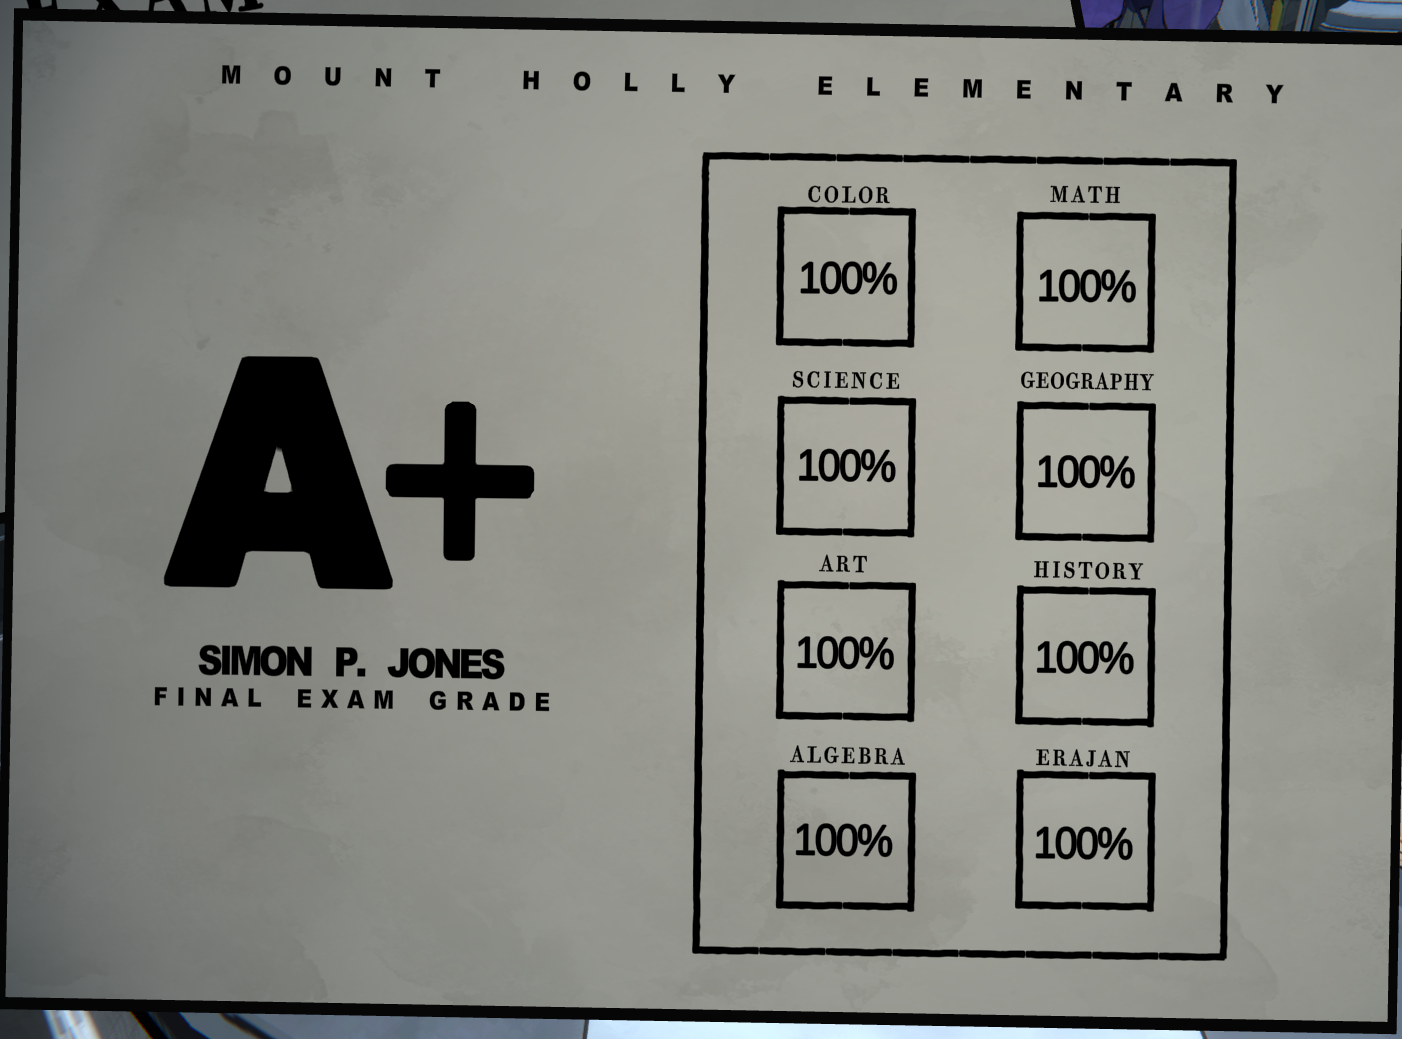 EXAM
MOUNT HOLLY ELEMENTARY
COLOR MATH
100% 100%
SCIENCE GEOGRAPHY
100% 100%
ART HISTORY
100% 100%
ALGEBRA ERAJAN
100% 100%
A+
SIMON P. JONES
FINAL EXAM GRADE